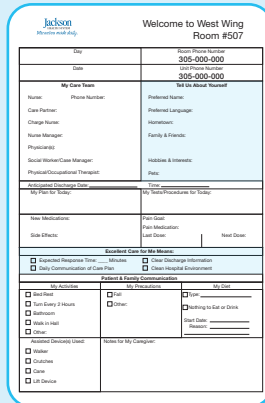 Jackson
HEALTH SYSTEM
Miracles made daily.
Welcome to West Wing
Room #507
Day
Room Phone Number
305-000-000
Date
Unit Phone Number
305-000-000
My Care Team
Tell Us About Yourself
Nurse: Phone Number:
Preferred Name:
Care Partner:
Preferred Language:
Charge Nurse:
Hometown:
Nurse Manager:
Family & Friends:
Physician(s):
Social Worker/Case Manager:
Hobbies & Interests:
Physical/Occupational Therapist:
Pets:
Anticipated Discharge Date: Time:
My Plan for Today:
My Tests/Procedures for Today:
New Medications:
Pain Goal:
Pain Medication:
Side Effects:
Last Dose: Next Dose:
Excellent Care for Me Means:
Expected Response Time: ___ Minutes
Clear Discharge Information
Daily Communication of Care Plan
Clean Hospital Environment
Patient & Family Communication
My Activities
My Precautions
My Diet
Bed Rest
Fall
Type:
Turn Every 2 Hours
Other:
Bathroom
Nothing to Eat or Drink
Walk in Hall
Start Date:
Other:
Reason:
Assisted Device(s) Used:
Notes for My Caregiver:
Walker
Crutches
Cane
Lift Device